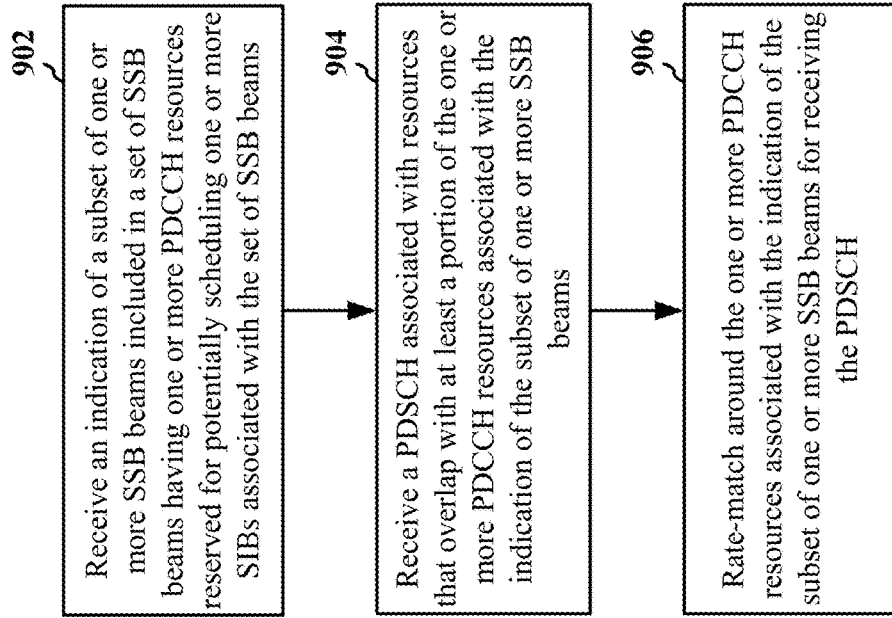 902
Receive an indication of a subset of one or
more SSB beams included in a set of SSB
beams having one or more PDCCH resources
reserved for potentially scheduling one or more
SIBs associated with the set of SSB beams
904
Receive a PDSCH associated with resources
that overlap with at least a portion of the one or
more PDCCH resources associated with the
indication of the subset of one or more SSB
beams
906
Rate-match around the one or more PDCCH
resources associated with the indication of the
subset of one or more SSB beams for receiving
the PDSCH